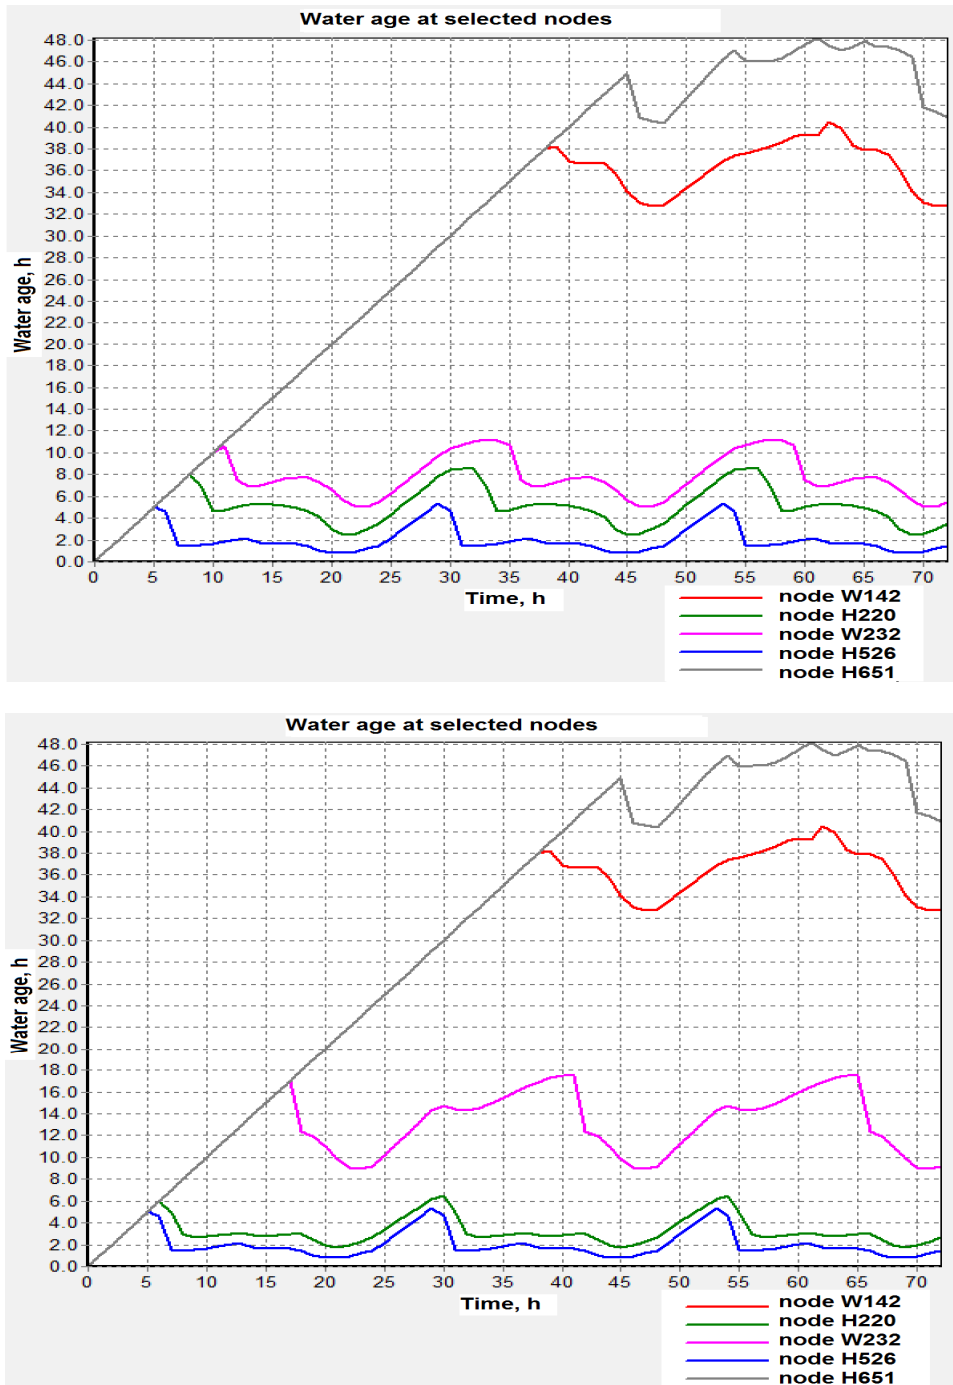 Water age at selected nodes
48.0
46.0
44.0
42.0
40.0
38.0
36.0
34.0
32.0
30.0
28.0
26.0
24.0
22.0
20.0
18.0
16.0
14.0
12.0
10.0
8.0
6.0
4.0
2.0
0.0
Water age, h
0 5 10 15 20 25 30 35 40 45 50 55 60 65 70
Time, h
node W142
node H220
node W232
node H526
node H651
Water age at selected nodes
48.0
46.0
44.0
42.0
40.0
38.0
36.0
34.0
32.0
30.0
28.0
26.0
24.0
22.0
20.0
18.0
16.0
14.0
12.0
10.0
8.0
6.0
4.0
2.0
0.0
Water age, h
0 5 10 15 20 25 30 35 40 45 50 55 60 65 70
Time, h
node W142
node H220
node W232
node H526
node H651